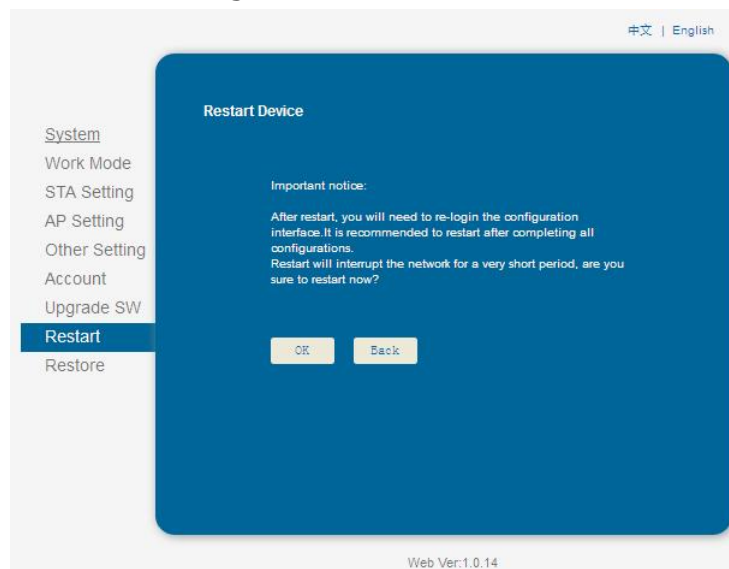 中文 | English
Restart Device
System
Work Mode
STA Setting
AP Setting
Other Setting
Account
Upgrade SW
Restart
Restore
Important notice:
After restart, you will need to re-login the configuration
interface.It is recommended to restart after completing all
configurations.
Restart will interrupt the network for a very short period, are you
sure to restart now?
OK Back
Web Ver:1.0.14